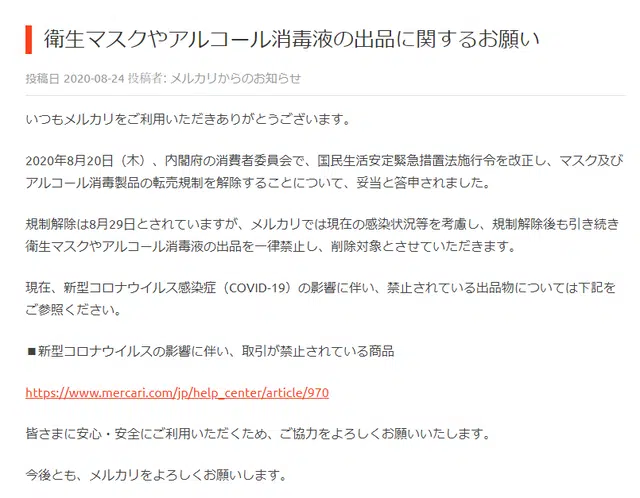 衛生マスクやアルコール消毒液の出品に関するお願い
投稿日 2020-08-24 投稿者: メルカリからのお知らせ
いつもメルカリをご利用いただきありがとうございます。
2020年8月20日（木）、内閣府の消費者委員会で、国民生活安定緊急措置法施行令を改正し、マスク及び
アルコール消毒製品の転売規制を解除することについて、妥当と答申されました。
規制解除は8月29日とされていますが、メルカリでは現在の感染状況等を考慮し、規制解除後も引き続き
衛生マスクやアルコール消毒液の出品を一律禁止し、削除対象とさせていただきます。
現在、新型コロナウイルス感染症（COVID-19）の影響に伴い、禁止されている出品物については下記を
ご参照ください。
■新型コロナウイルスの影響に伴い、取引が禁止されている商品
https://www.mercari.com/jp/help_center/article/970
皆さまに安心・安全にご利用いただくため、ご協力をよろしくお願いいたします。
今後とも、メルカリをよろしくお願いします。